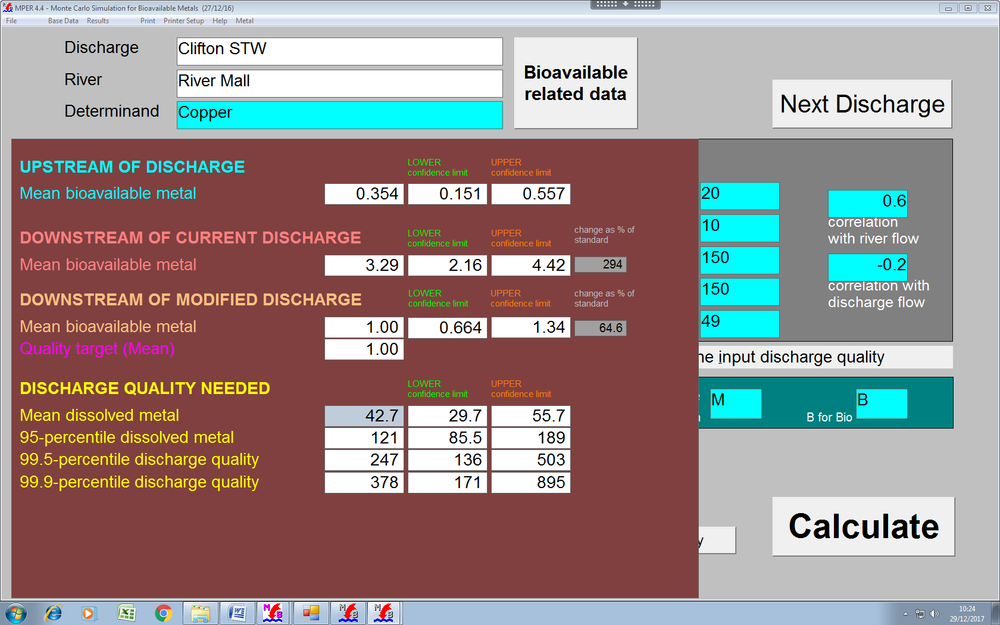 MPER 4.4 - Monte Carlo Simulation for Bioavailable Metals (27/12/16)
File Base Data Results Print Printer Setup Help Metal
Discharge Clifton STW
River River Mall
Determinand Copper
Bioavailable
related data
Next Discharge
UPSTREAM OF DISCHARGE
LOWER
confidence limit
UPPER
confidence limit
Mean bioavailable metal 0.354 0.151 0.557
DOWNSTREAM OF CURRENT DISCHARGE
LOWER
confidence limit
UPPER
confidence limit
change as % of
standard
Mean bioavailable metal 3.29 2.16 4.42 294
DOWNSTREAM OF MODIFIED DISCHARGE
LOWER
confidence limit
UPPER
confidence limit
change as % of
standard
Mean bioavailable metal 1.00 0.664 1.34 64.6
Quality target (Mean) 1.00
DISCHARGE QUALITY NEEDED
LOWER
confidence limit
UPPER
confidence limit
Mean dissolved metal 42.7 29.7 55.7
95-percentile dissolved metal 121 85.5 189
99.5-percentile discharge quality 247 136 503
99.9-percentile discharge quality 378 171 895
20
10
150
150
49
0.6
correlation
with river flow
-0.2
correlation with
discharge flow
input discharge quality
M
B for Bio B
Calculate
10:24
29/12/2017